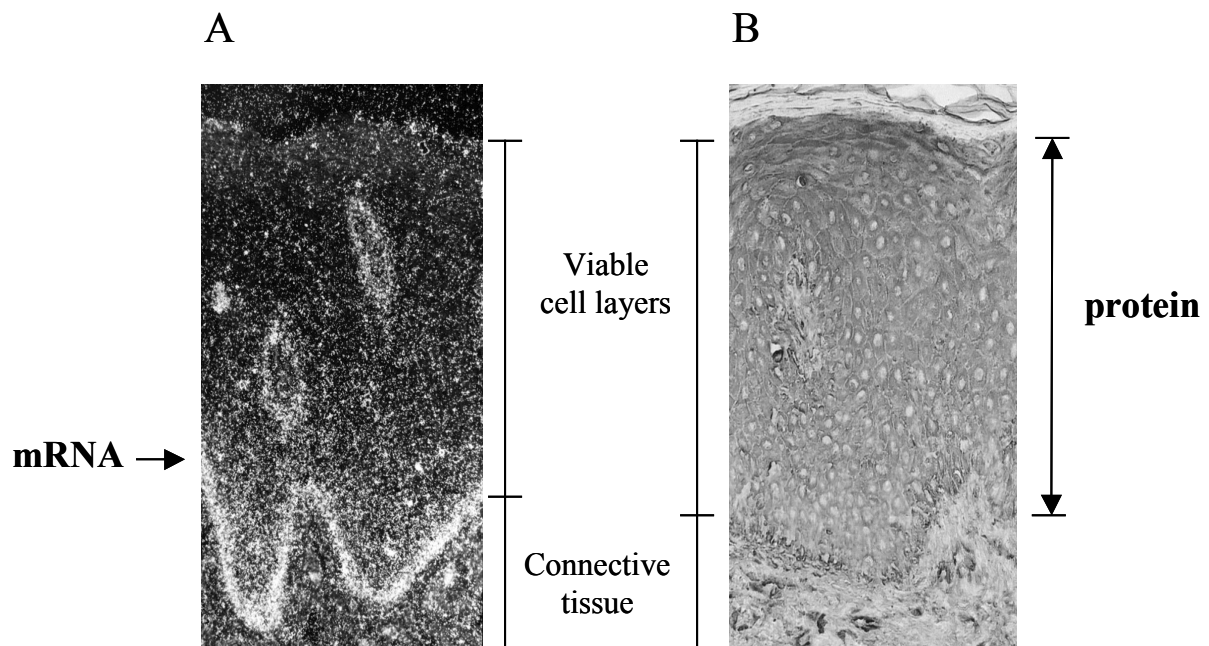 A
B
Viable
cell layers
protein
mRNA
Connective
tissue